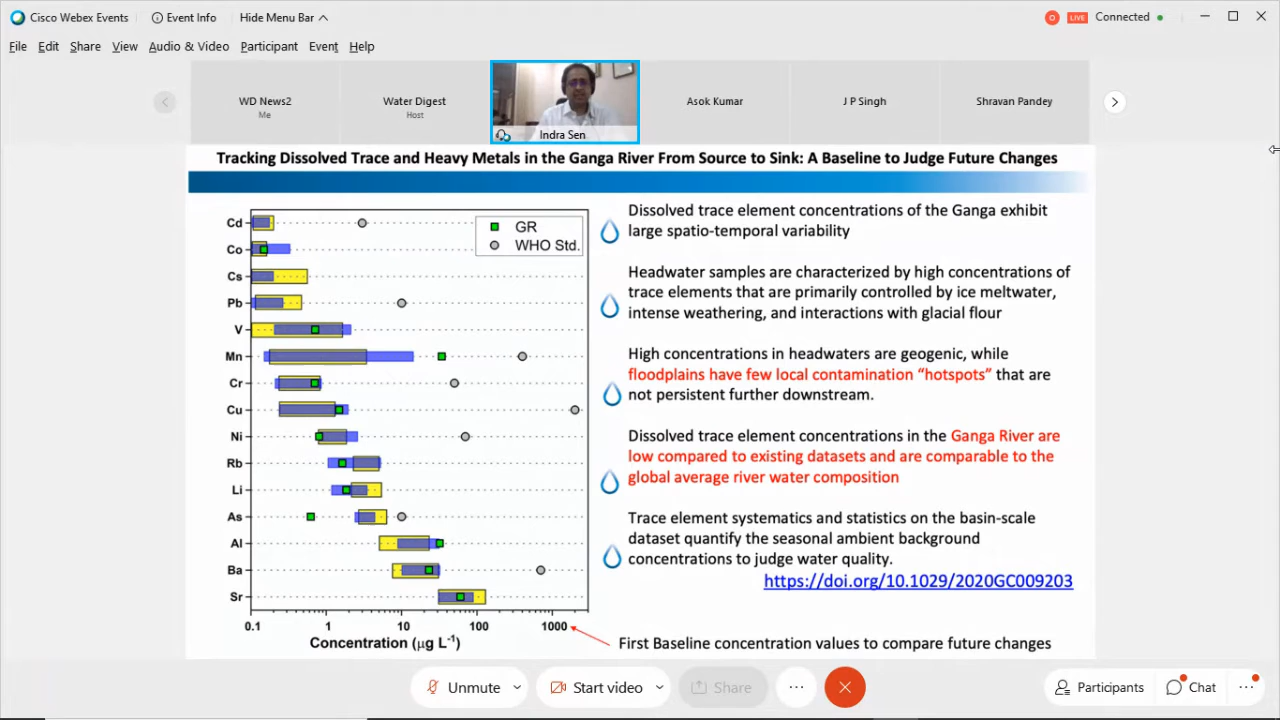 Cisco Webex Events
Event Info
Hide Menu Bar
LIVE
Connected
File Edit Share View Audio & Video Participant Event Help
WD News2
Me
Water Digest
Host
Indra Sen
Asok Kumar
J P Singh
Shravan Pandey
Tracking Dissolved Trace and Heavy Metals in the Ganga River From Source to Sink: A Baseline to Judge Future Changes
GR
WHO Std.
Cd
Co
Cs
Pb
V
Mn
Cr
Cu
Ni
Rb
Li
As
Al
Ba
Sr
0.1 1 10 100 1000
Concentration (μg L⁻¹)
Dissolved trace element concentrations of the Ganga exhibit
large spatio-temporal variability
Headwater samples are characterized by high concentrations of
trace elements that are primarily controlled by ice meltwater,
intense weathering, and interactions with glacial flour
High concentrations in headwaters are geogenic, while
floodplains have few local contamination “hotspots” that are
not persistent further downstream.
Dissolved trace element concentrations in the Ganga River are
low compared to existing datasets and are comparable to the
global average river water composition
Trace element systematics and statistics on the basin-scale
dataset quantify the seasonal ambient background
concentrations to judge water quality.
https://doi.org/10.1029/2020GC009203
First Baseline concentration values to compare future changes
Unmute
Start video
Share
Participants
Chat